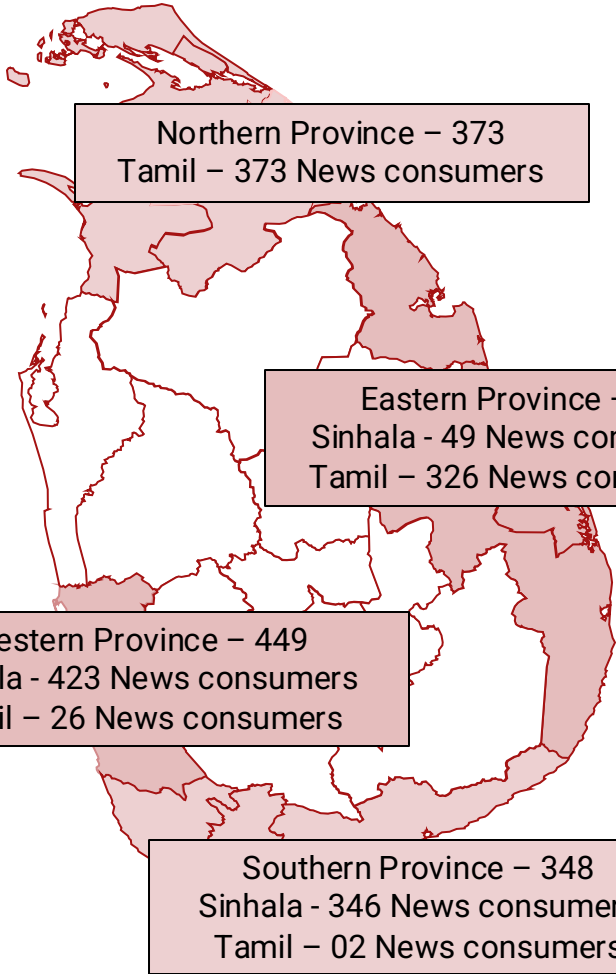 Northern Province – 373
Tamil – 373 News consumers
Eastern Province -
Sinhala - 49 News
Tamil – 326 News
Province – 449
- 423 News consumers
– 26 News consumers
Southern Province – 348
Sinhala - 346 News
Tamil – 02 News consumers